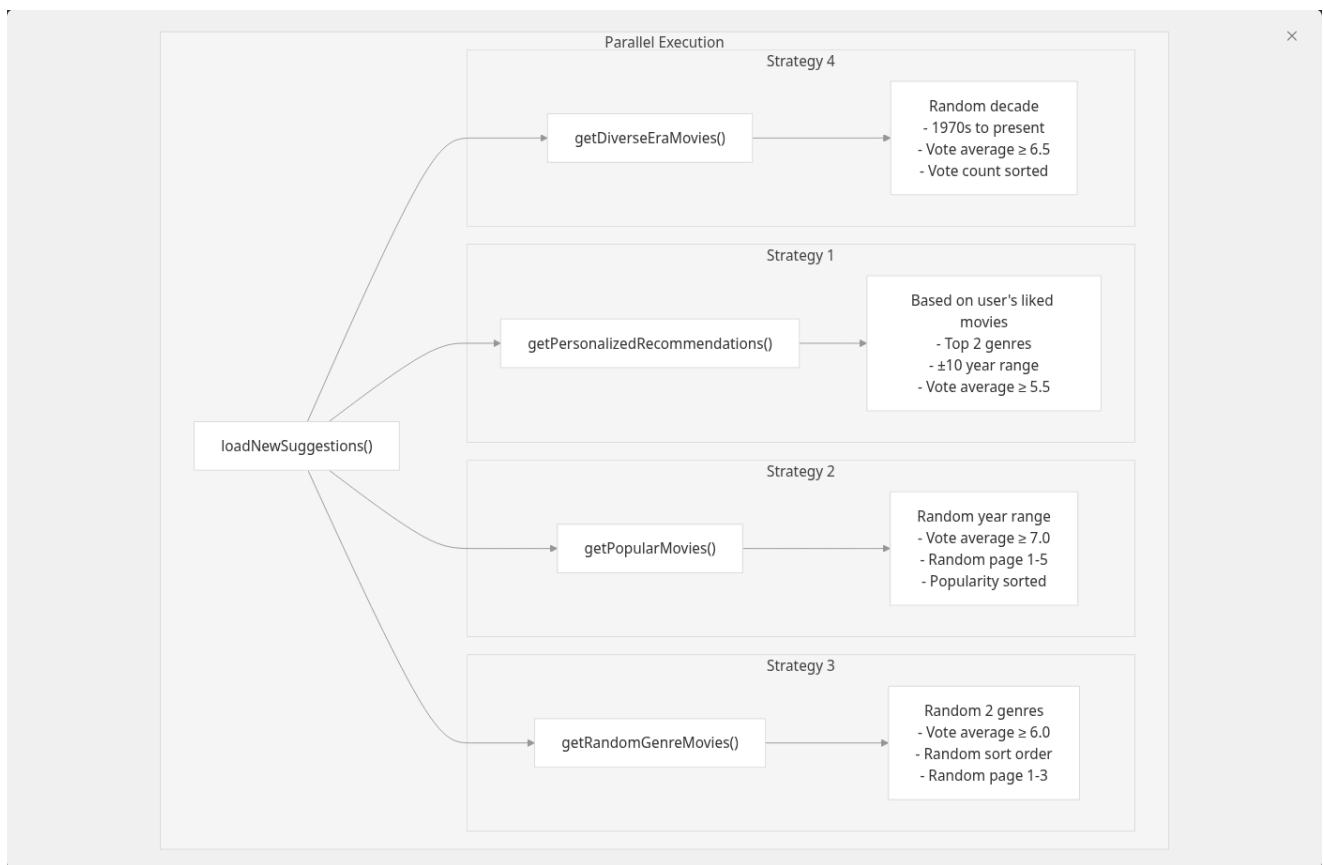 Parallel Execution
Strategy 4
getDiverseEraMovies()
Random decade
- 1970s to present
- Vote average ≥ 6.5
- Vote count sorted
Strategy 1
getPersonalizedRecommendations()
Based on user's liked
movies
- Top 2 genres
- ±10 year range
- Vote average ≥ 5.5
loadNewSuggestions()
Strategy 2
getPopularMovies()
Random year range
- Vote average ≥ 7.0
- Random page 1-5
- Popularity sorted
Strategy 3
getRandomGenreMovies()
Random 2 genres
- Vote average ≥ 6.0
- Random sort order
- Random page 1-3